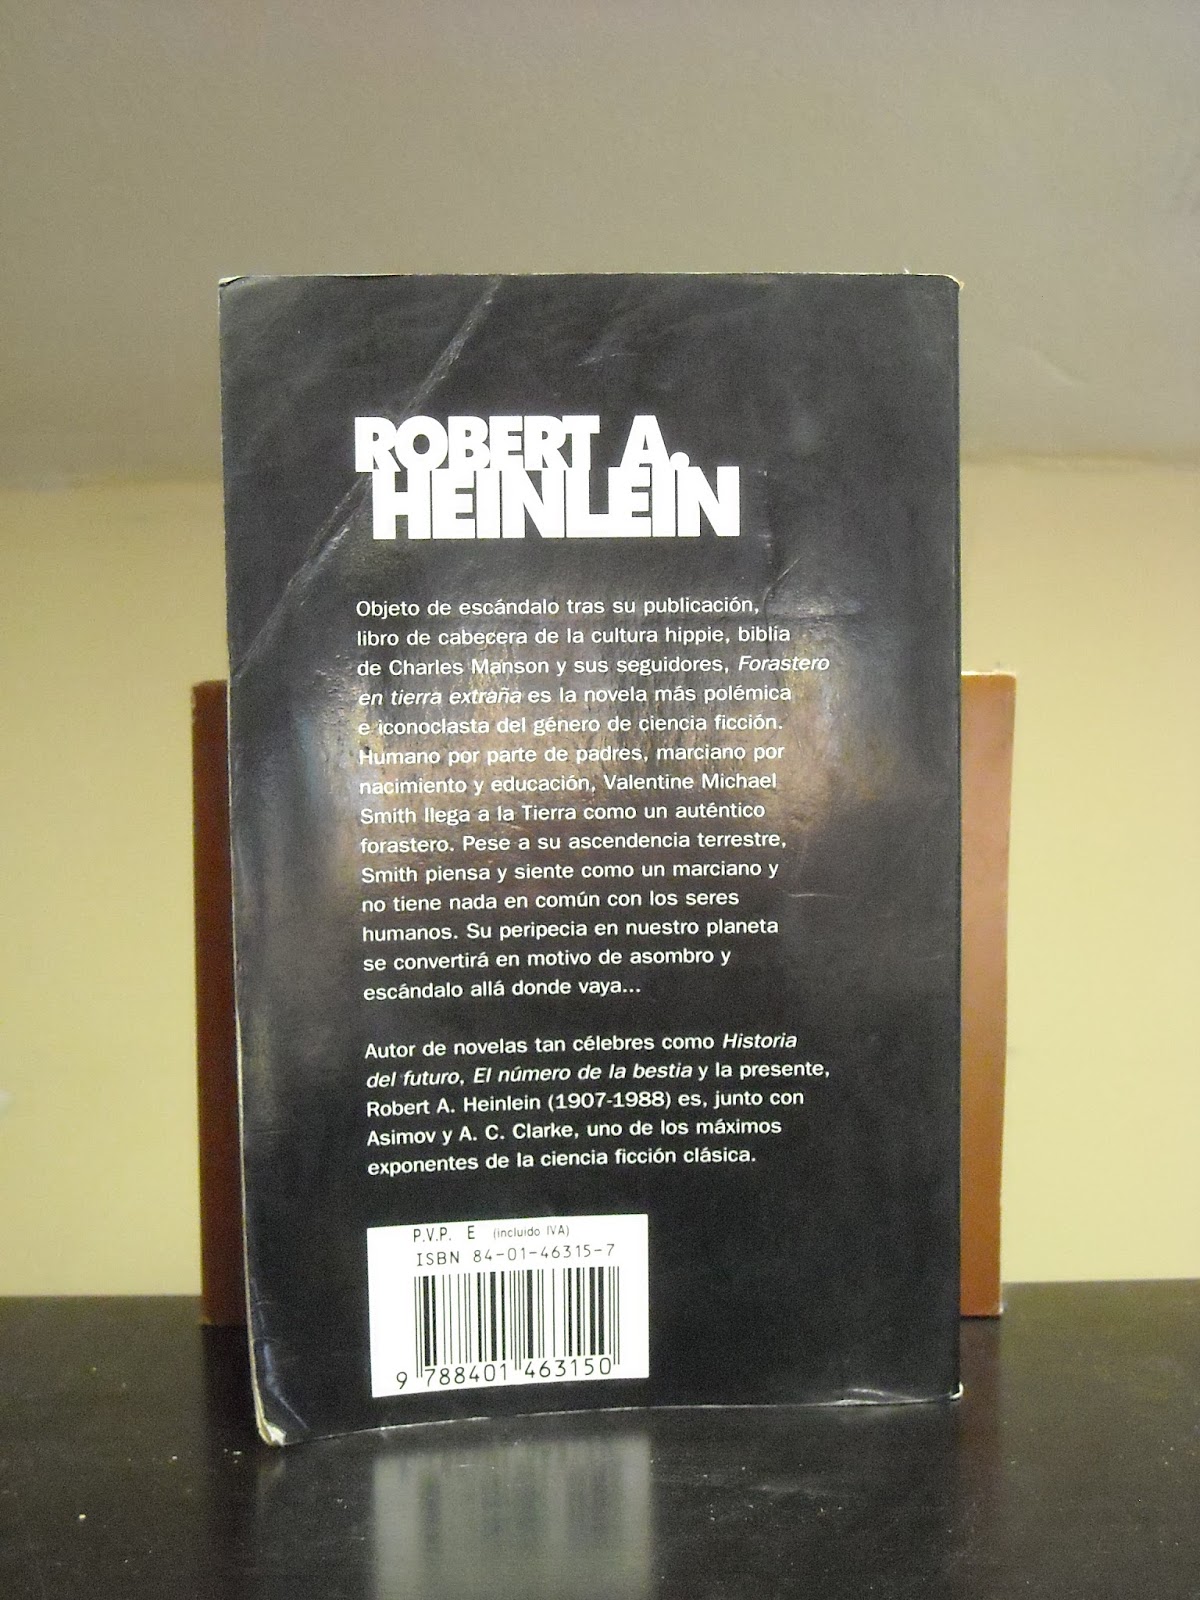 ROBERT A.
HEINLEIN
Objeto de escándalo tras su publicación,
libro de cabecera de la cultura hippie, biblia
de Charles Manson y sus seguidores, Forastero
en tierra extraña es la novela más polémica
e iconoclasta del género de ciencia ficción.
Humano por parte de padres, marciano por
nacimiento y educación, Valentine Michael
Smith llega a la Tierra como un auténtico
forastero. Pese a su ascendencia terrestre,
Smith piensa y siente como un marciano y
no tiene nada en común con los seres
humanos. Su peripecia en nuestro planeta
se convertirá en motivo de asombro y
escándalo allá donde vaya...
Autor de novelas tan célebres como Historia
del futuro, El número de la bestia y la presente,
Robert A. Heinlein (1907-1988) es, junto con
Asimov y A. C. Clarke, uno de los máximos
exponentes de la ciencia ficción clásica.
P.V.P. E (incluido IVA)
ISBN 84-01-46315-7
9 788401 463150